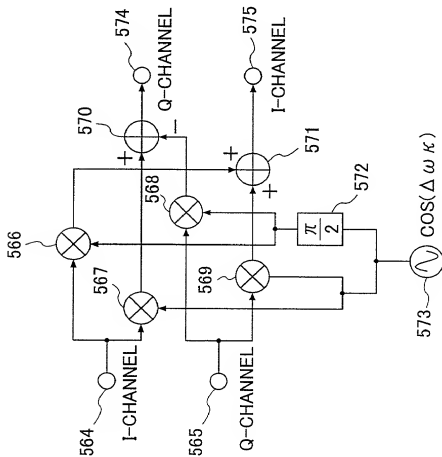 574
Q-CHANNEL
575
I-CHANNEL
570
+
−
+
+
571
568
572
π
2
566
567
569
COS(Δωκ)
573
I-CHANNEL
564
Q-CHANNEL
565